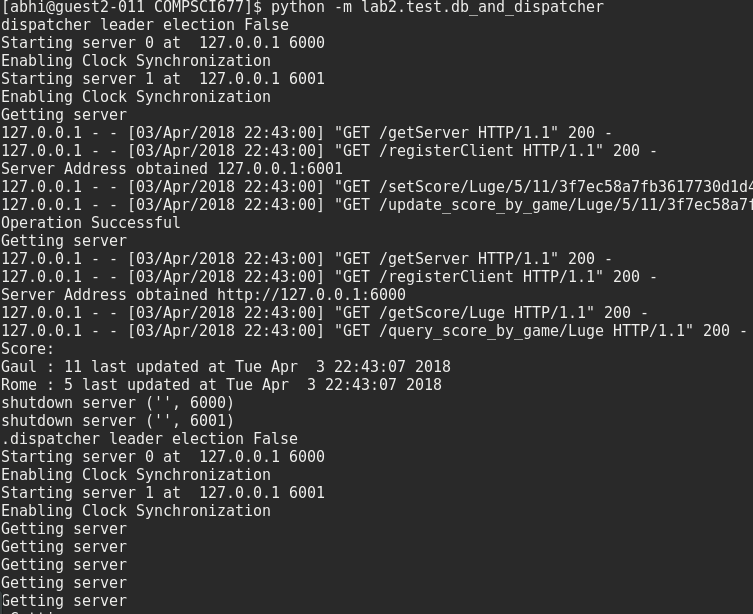 [abhi@guest2-011 COMPSCI677]$ python -m lab2.test.db_and_dispatcher
dispatcher leader election False
Starting server 0 at  127.0.0.1 6000
Enabling Clock Synchronization
Starting server 1 at  127.0.0.1 6001
Enabling Clock Synchronization
Getting server
127.0.0.1 - - [03/Apr/2018 22:43:00] "GET /getServer HTTP/1.1" 200 -
127.0.0.1 - - [03/Apr/2018 22:43:00] "GET /registerClient HTTP/1.1" 200 -
Server Address obtained 127.0.0.1:6001
127.0.0.1 - - [03/Apr/2018 22:43:00] "GET /setScore/Luge/5/11/3f7ec58a7fb3617730d1d4
127.0.0.1 - - [03/Apr/2018 22:43:00] "GET /update_score_by_game/Luge/5/11/3f7ec58a7f
Operation Successful
Getting server
127.0.0.1 - - [03/Apr/2018 22:43:00] "GET /getServer HTTP/1.1" 200 -
127.0.0.1 - - [03/Apr/2018 22:43:00] "GET /registerClient HTTP/1.1" 200 -
Server Address obtained http://127.0.0.1:6000
127.0.0.1 - - [03/Apr/2018 22:43:00] "GET /getScore/Luge HTTP/1.1" 200 -
127.0.0.1 - - [03/Apr/2018 22:43:00] "GET /query_score_by_game/Luge HTTP/1.1" 200 -
Score:
Gaul : 11 last updated at Tue Apr  3 22:43:07 2018
Rome : 5 last updated at Tue Apr  3 22:43:07 2018
shutdown server ('', 6000)
shutdown server ('', 6001)
.dispatcher leader election False
Starting server 0 at  127.0.0.1 6000
Enabling Clock Synchronization
Starting server 1 at  127.0.0.1 6001
Enabling Clock Synchronization
Getting server
Getting server
Getting server
Getting server
Getting server